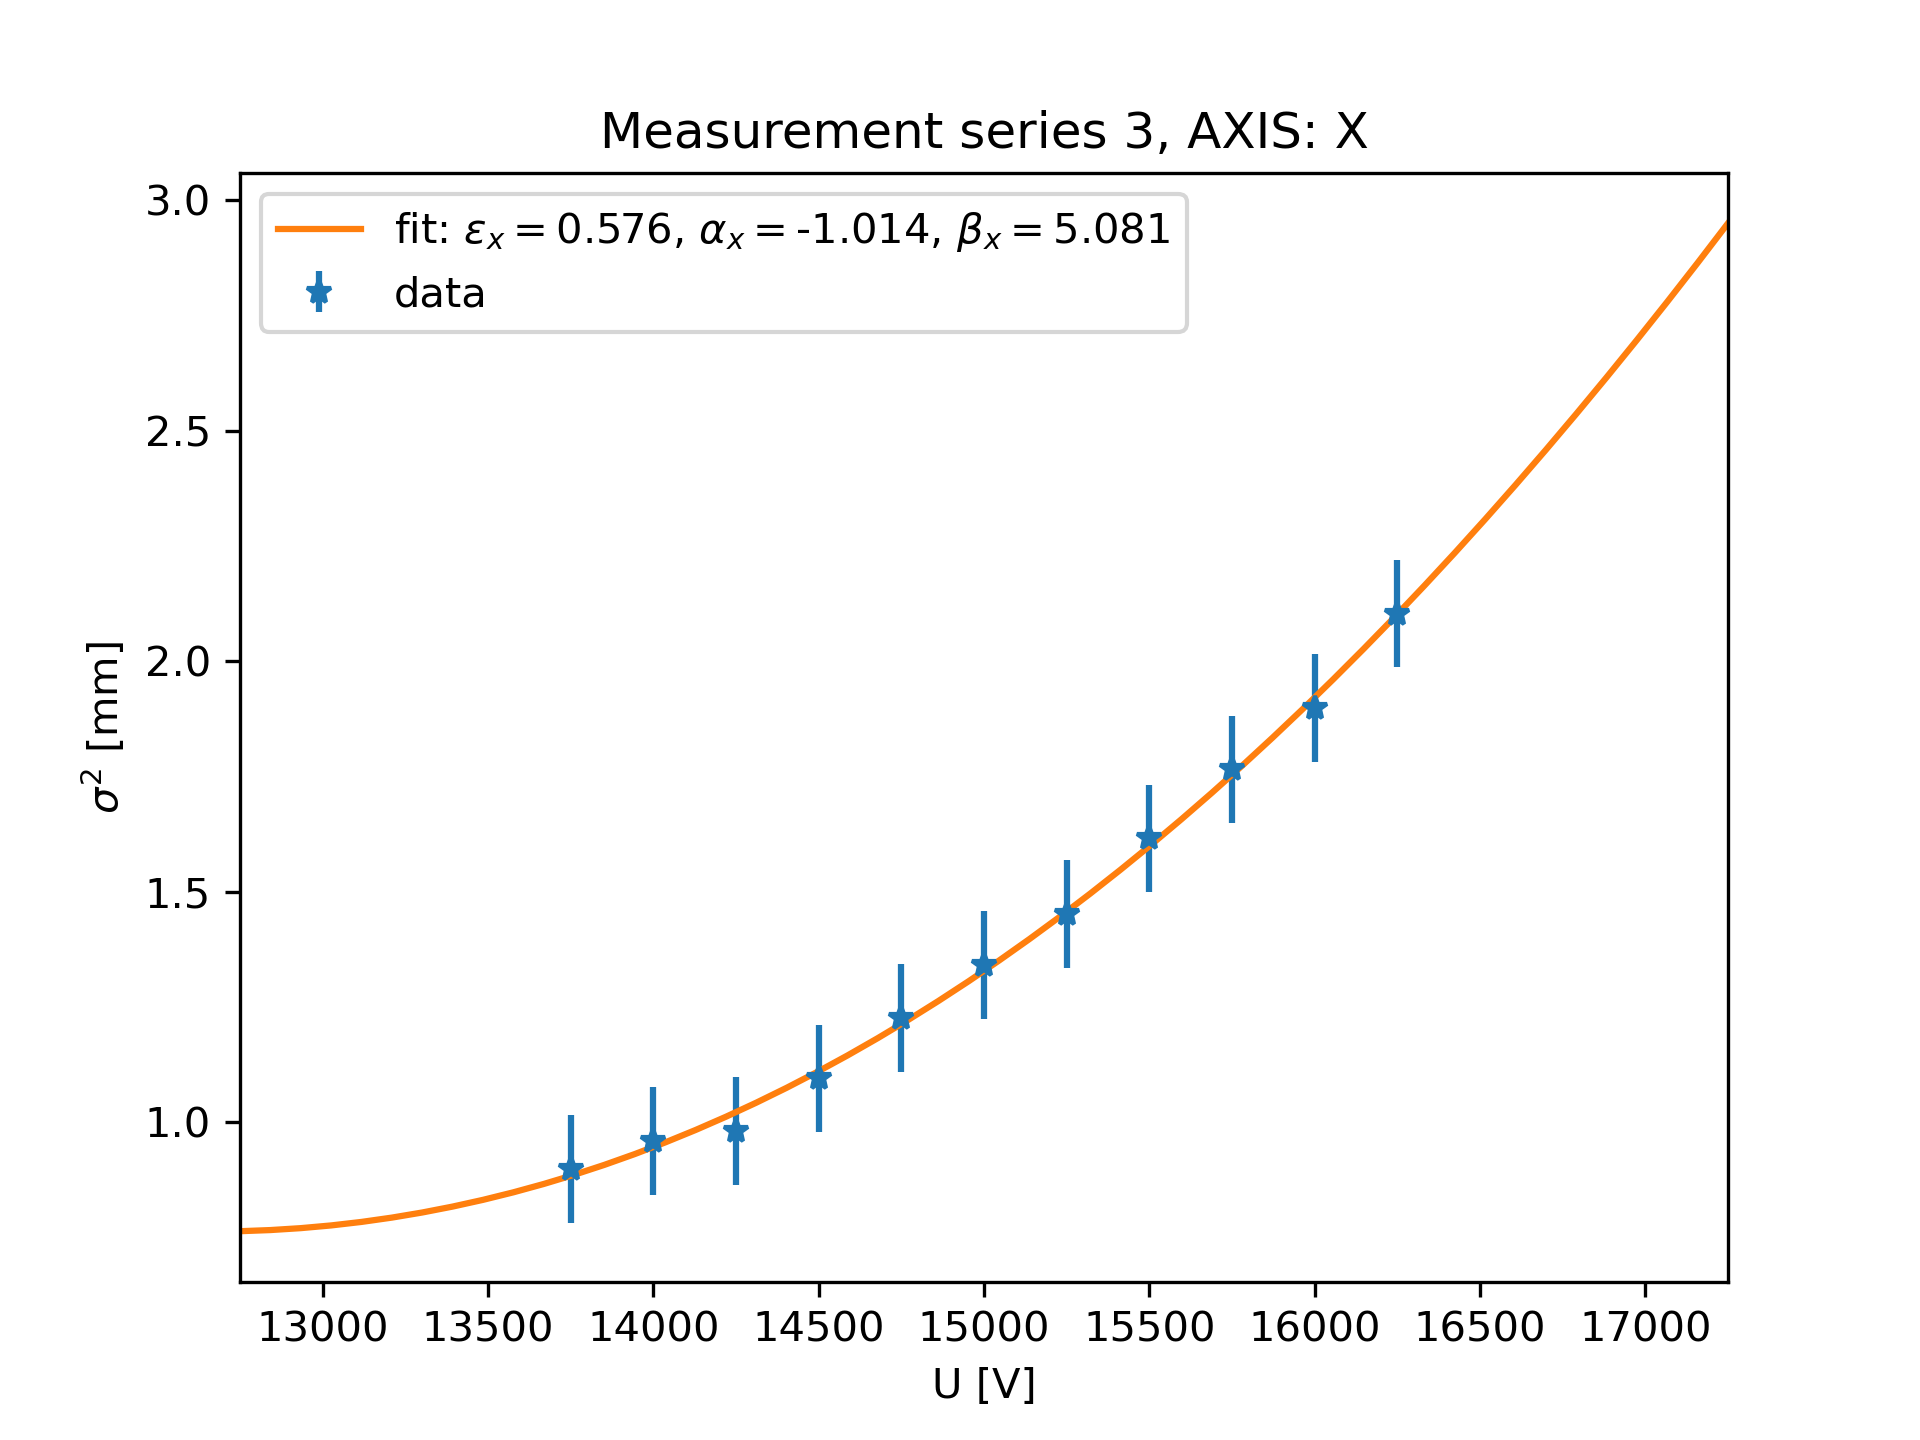 Measurement series 3, AXIS: X
fit: εₓ = 0.576, αₓ = -1.014, βₓ = 5.081
data
3.0
2.5
2.0
1.5
1.0
σ² [mm]
13000 13500 14000 14500 15000 15500 16000 16500 17000
U [V]